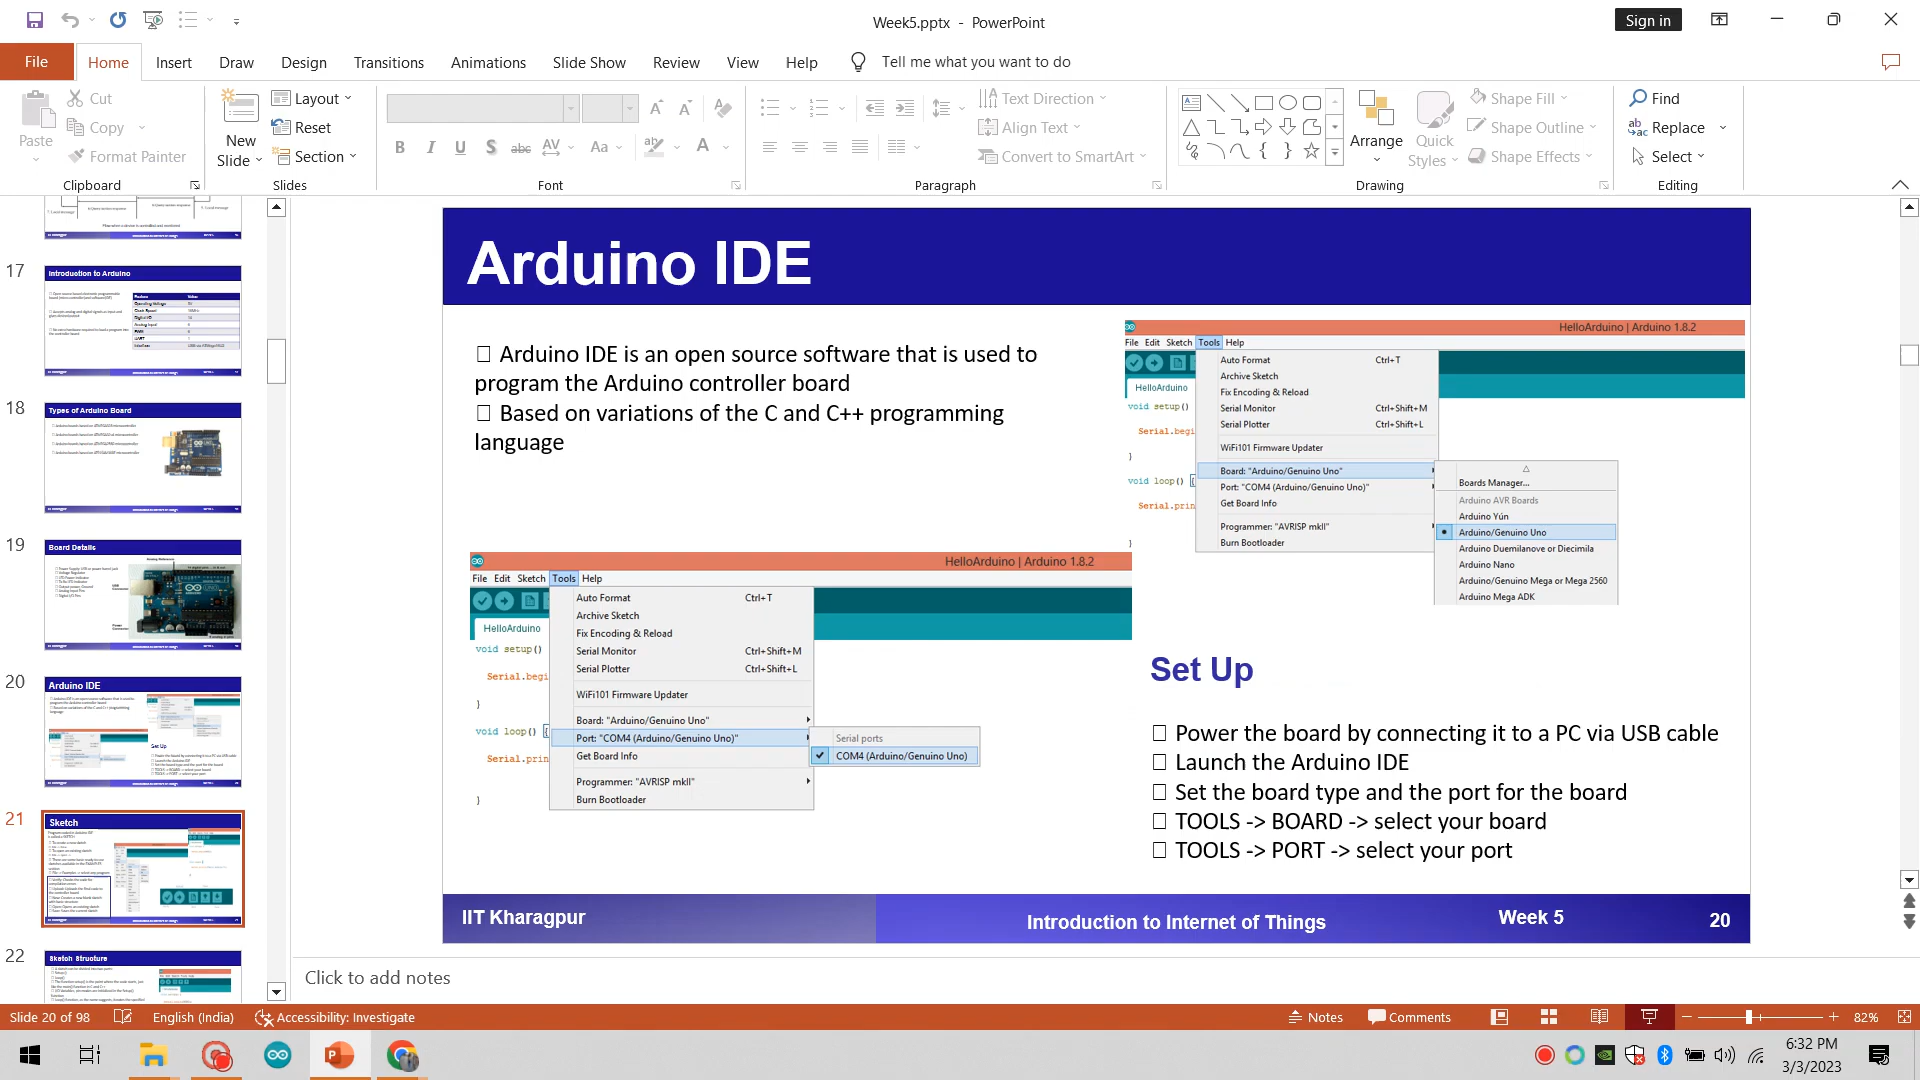 Week5.pptx - PowerPoint
Sign in
File
Home
Insert
Draw
Design
Transitions
Animations
Slide Show
Review
View
Help
Tell me what you want to do
Paste
Cut
Copy
Format Painter
Clipboard
New
Slide
Layout
Reset
Section
Slides
B I U S abc AV Aa A
Font
Text Direction
Align Text
Convert to SmartArt
Paragraph
Arrange
Quick
Styles
Shape Fill
Shape Outline
Shape Effects
Drawing
Find
Replace
Select
Editing
17
Introduction to Arduino
18
Types of Arduino Board
19
Board Details
20
Arduino IDE
Set Up
21
Sketch
22
Sketch Structure
Arduino IDE
Arduino IDE is an open source software that is used to
program the Arduino controller board
Based on variations of the C and C++ programming
language
HelloArduino | Arduino 1.8.2
File Edit Sketch Tools Help
HelloArduino
Auto Format Ctrl+T
Archive Sketch
Fix Encoding & Reload
Serial Monitor Ctrl+Shift+M
Serial Plotter Ctrl+Shift+L
WiFi101 Firmware Updater
Board: "Arduino/Genuino Uno"
Port: "COM4 (Arduino/Genuino Uno)"
Get Board Info
Programmer: "AVRISP mkII"
Burn Bootloader
void setup()
Serial.begi
}
void loop() {
Serial.prin
}
Boards Manager...
Arduino AVR Boards
Arduino Yún
Arduino/Genuino Uno
Arduino Duemilanove or Diecimila
Arduino Nano
Arduino/Genuino Mega or Mega 2560
Arduino Mega ADK
HelloArduino | Arduino 1.8.2
File Edit Sketch Tools Help
HelloArduino
Auto Format Ctrl+T
Archive Sketch
Fix Encoding & Reload
Serial Monitor Ctrl+Shift+M
Serial Plotter Ctrl+Shift+L
WiFi101 Firmware Updater
Board: "Arduino/Genuino Uno"
Port: "COM4 (Arduino/Genuino Uno)"
Get Board Info
Programmer: "AVRISP mkII"
Burn Bootloader
void setup()
Serial.begi
}
void loop() {
Serial.prin
}
Serial ports
COM4 (Arduino/Genuino Uno)
Set Up
Power the board by connecting it to a PC via USB cable
Launch the Arduino IDE
Set the board type and the port for the board
TOOLS -> BOARD -> select your board
TOOLS -> PORT -> select your port
IIT Kharagpur
Introduction to Internet of Things
Week 5
20
Click to add notes
Slide 20 of 98
English (India)
Accessibility: Investigate
Notes
Comments
82%
6:32 PM
3/3/2023